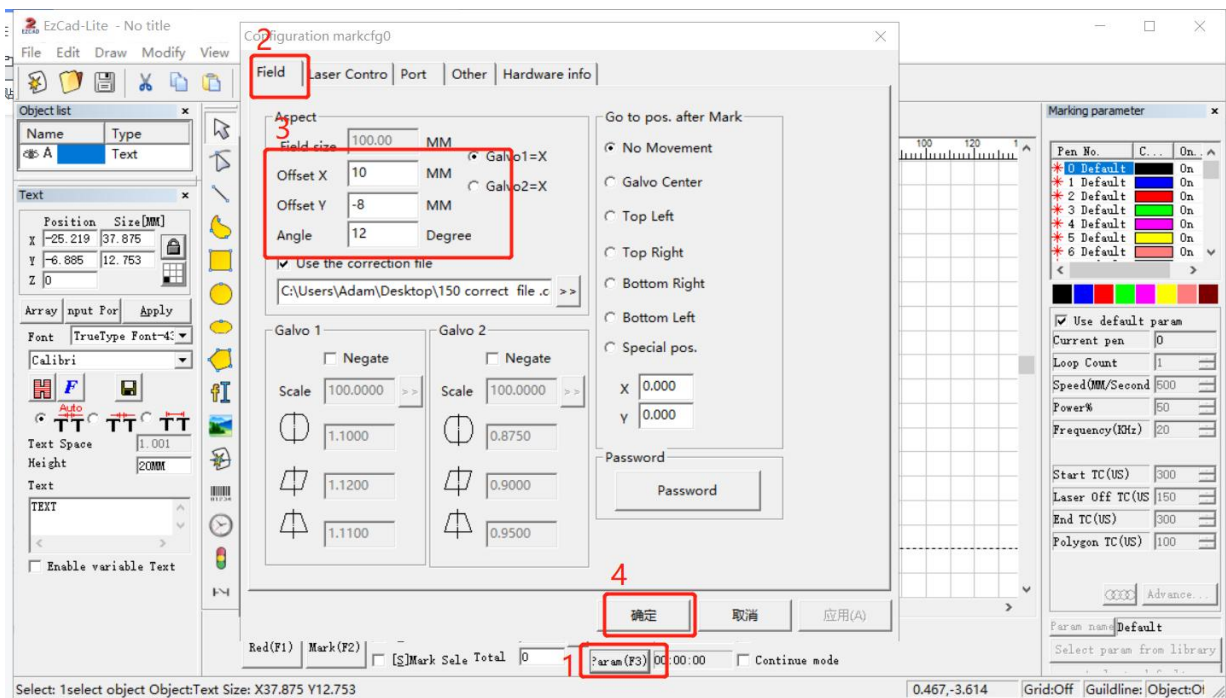 EzCad-Lite - No title
File Edit Draw Modify View
Configuration markcfg0
2
Field
Laser Contro
Port
Other
Hardware info
Object list
Name Type
A Text
Text
Position Size[MM]
X -25.219 37.875
Y -6.885 12.753
Z 0
Array nput Por Apply
Font TrueType Font-4
Calibri
F
Auto
TT TT TT
Text Space 1.001
Height 20MM
Text
TEXT
Enable variable Text
Aspect
3
Field size 100.00 MM
Galvo1=X
Offset X 10 MM
Galvo2=X
Offset Y -8 MM
Angle 12 Degree
Use the correction file
C:\Users\Adam\Desktop\150 correct file .c >>
Galvo 1
Negate
Scale 100.0000 >>
1.1000
1.1200
1.1100
Galvo 2
Negate
Scale 100.0000 >>
0.8750
0.9000
0.9500
Go to pos. after Mark
No Movement
Galvo Center
Top Left
Top Right
Bottom Right
Bottom Left
Special pos.
X 0.000
Y 0.000
Password
Password
4
确定 取消 应用(A)
100 120
Marking parameter
Pen No. C... On..
0 Default On
1 Default On
2 Default On
3 Default On
4 Default On
5 Default On
6 Default On
Use default param
Current pen 0
Loop Count 1
Speed(MM/Second 500
Power% 50
Frequency(KHz) 20
Start TC(US) 300
Laser Off TC(US 150
End TC(US) 300
Polygon TC(US) 100
Advance...
Param name Default
Select param from library
Red(F1) Mark(F2) [S]Mark Sele Total 0 1 Param(F3) 00:00:00 Continue mode
Select: 1select object Object:Text Size: X37.875 Y12.753
0.467,-3.614 Grid:Off Guildline: Object:Of